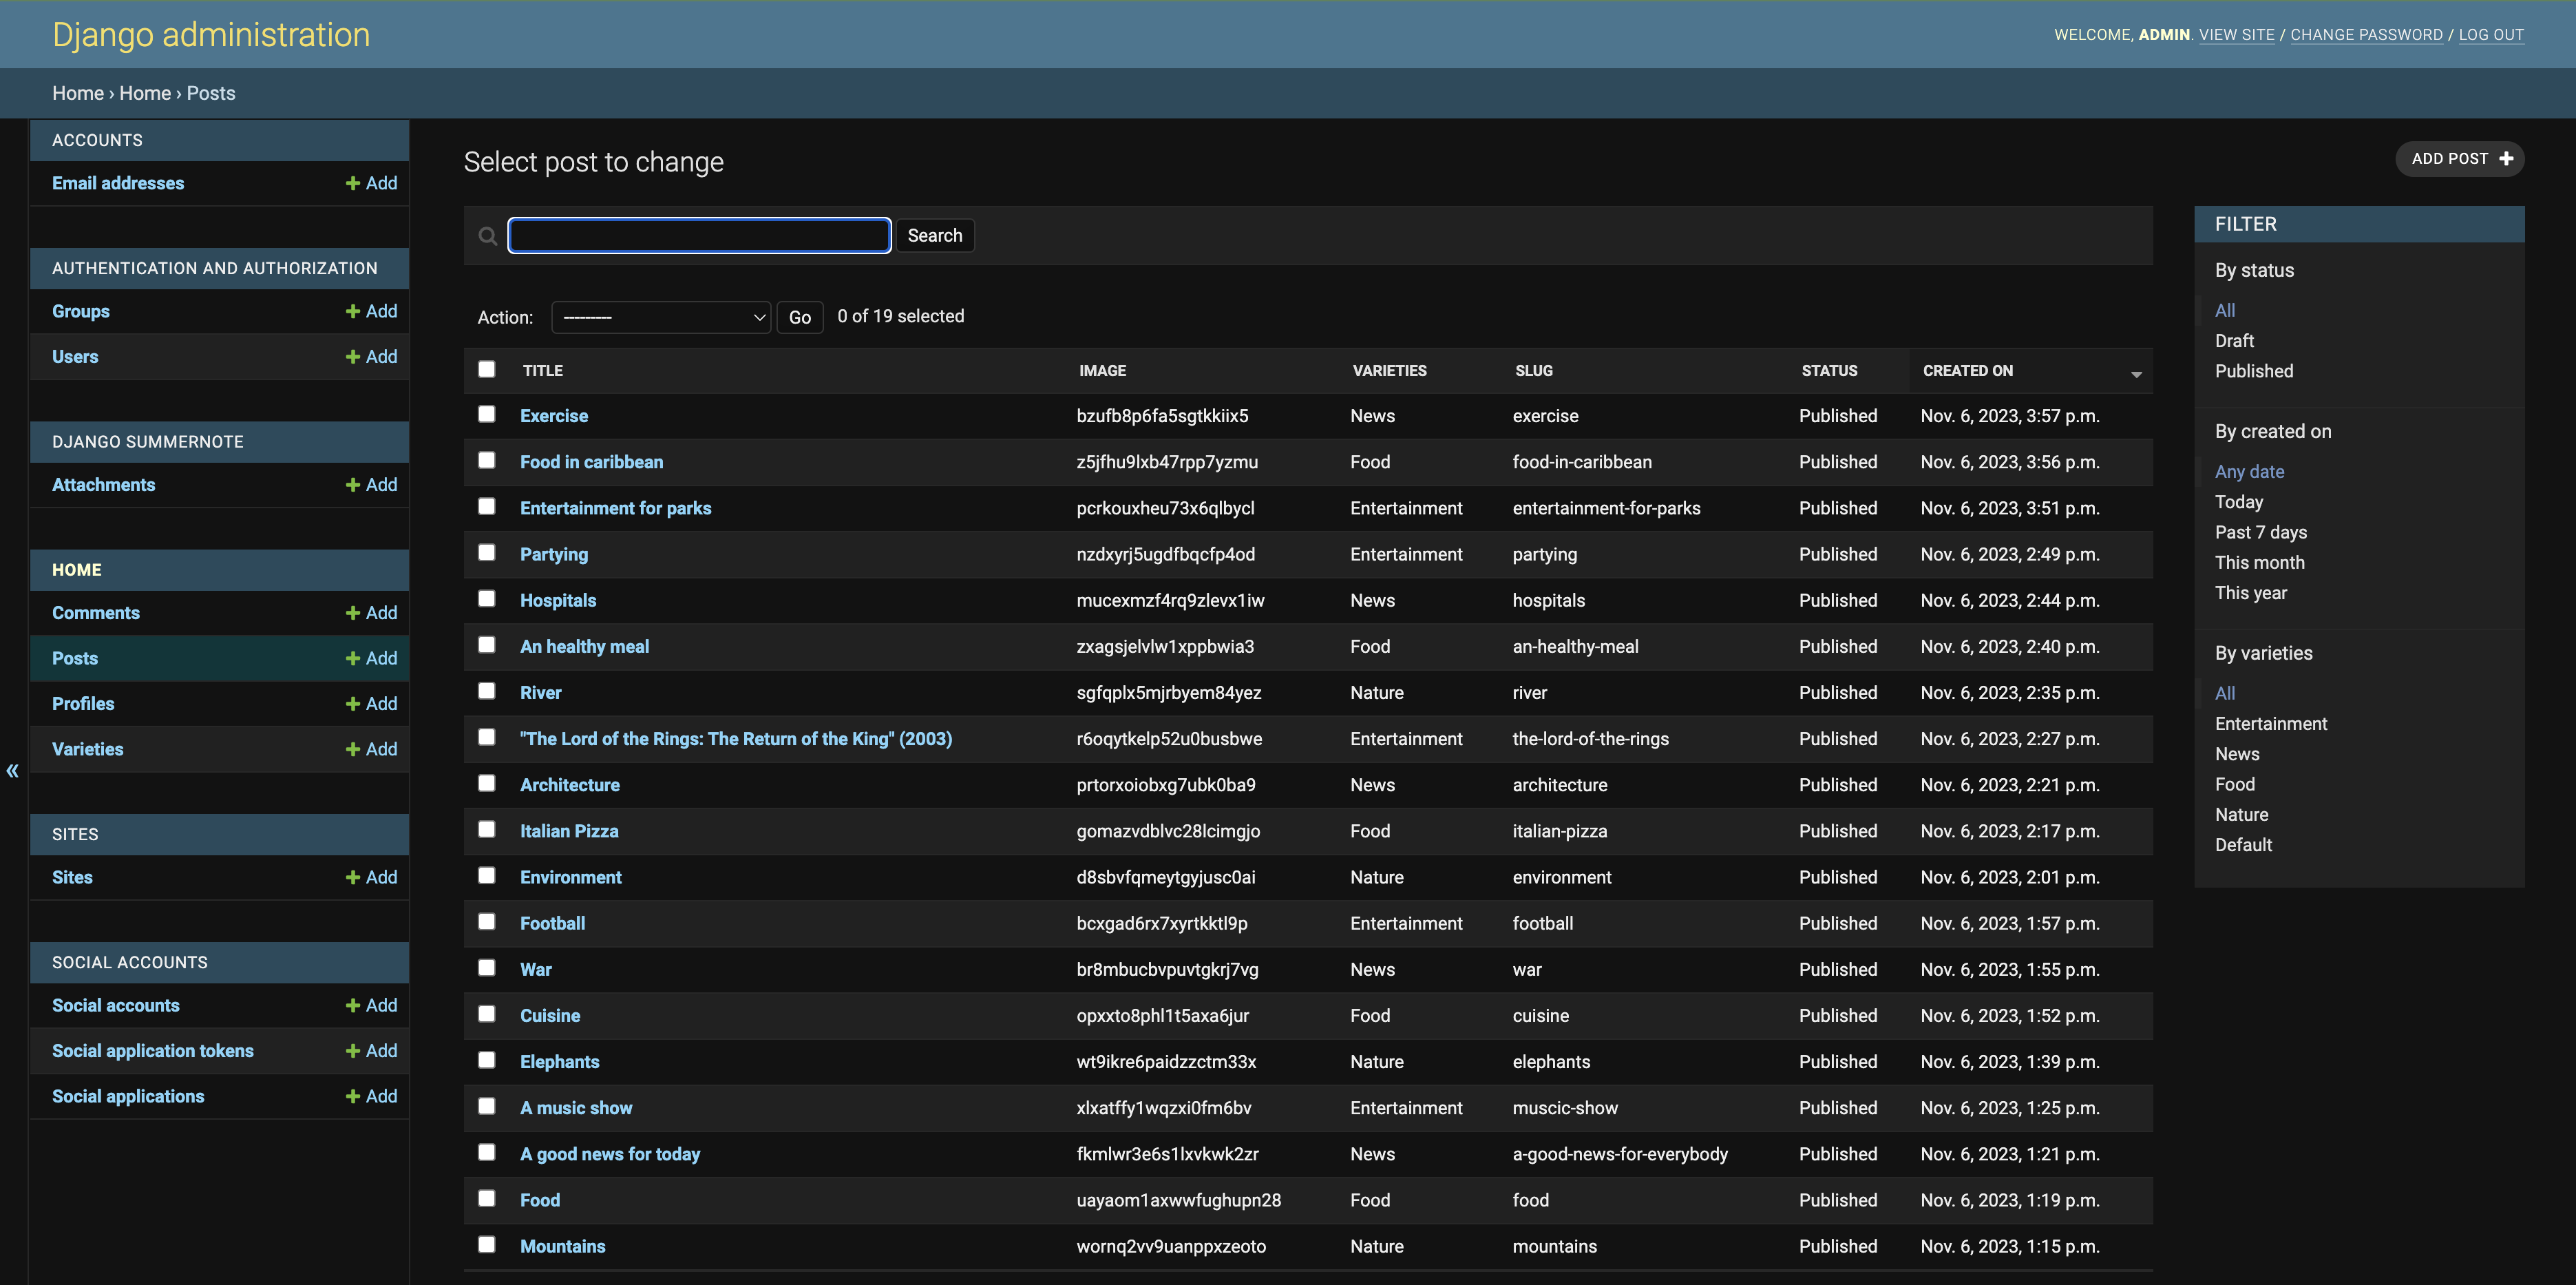 Django administration
WELCOME, ADMIN. VIEW SITE / CHANGE PASSWORD / LOG OUT
Home › Home › Posts
ACCOUNTS
Email addresses Add
AUTHENTICATION AND AUTHORIZATION
Groups Add
Users Add
DJANGO SUMMERNOTE
Attachments Add
HOME
Comments Add
Posts Add
Profiles Add
Varieties Add
SITES
Sites Add
SOCIAL ACCOUNTS
Social accounts Add
Social application tokens Add
Social applications Add
«
Select post to change
ADD POST
Search
Action: --------- Go 0 of 19 selected
TITLE IMAGE VARIETIES SLUG STATUS CREATED ON
Exercise bzufb8p6fa5sgtkkiix5 News exercise Published Nov. 6, 2023, 3:57 p.m.
Food in caribbean z5jfhu9lxb47rpp7yzmu Food food-in-caribbean Published Nov. 6, 2023, 3:56 p.m.
Entertainment for parks pcrkouxheu73x6qlbycl Entertainment entertainment-for-parks Published Nov. 6, 2023, 3:51 p.m.
Partying nzdxyrj5ugdfbqcfp4od Entertainment partying Published Nov. 6, 2023, 2:49 p.m.
Hospitals mucexmzf4rq9zlevx1iw News hospitals Published Nov. 6, 2023, 2:44 p.m.
An healthy meal zxagsjelvlw1xppbwia3 Food an-healthy-meal Published Nov. 6, 2023, 2:40 p.m.
River sgfqplx5mjrbyem84yez Nature river Published Nov. 6, 2023, 2:35 p.m.
"The Lord of the Rings: The Return of the King" (2003) r6oqytkelp52u0busbwe Entertainment the-lord-of-the-rings Published Nov. 6, 2023, 2:27 p.m.
Architecture prtorxoiobxg7ubk0ba9 News architecture Published Nov. 6, 2023, 2:21 p.m.
Italian Pizza gomazvdblvc28lcimgjo Food italian-pizza Published Nov. 6, 2023, 2:17 p.m.
Environment d8sbvfqmeytgyjusc0ai Nature environment Published Nov. 6, 2023, 2:01 p.m.
Football bcxgad6rx7xyrtkktl9p Entertainment football Published Nov. 6, 2023, 1:57 p.m.
War br8mbucbvpuvtgkrj7vg News war Published Nov. 6, 2023, 1:55 p.m.
Cuisine opxxto8phl1t5axa6jur Food cuisine Published Nov. 6, 2023, 1:52 p.m.
Elephants wt9ikre6paidzzctm33x Nature elephants Published Nov. 6, 2023, 1:39 p.m.
A music show xlxatffy1wqzxi0fm6bv Entertainment muscic-show Published Nov. 6, 2023, 1:25 p.m.
A good news for today fkmlwr3e6s1lxvkwk2zr News a-good-news-for-everybody Published Nov. 6, 2023, 1:21 p.m.
Food uayaom1axwwfughupn28 Food food Published Nov. 6, 2023, 1:19 p.m.
Mountains wornq2vv9uanppxzeoto Nature mountains Published Nov. 6, 2023, 1:15 p.m.
FILTER
By status
All
Draft
Published
By created on
Any date
Today
Past 7 days
This month
This year
By varieties
All
Entertainment
News
Food
Nature
Default